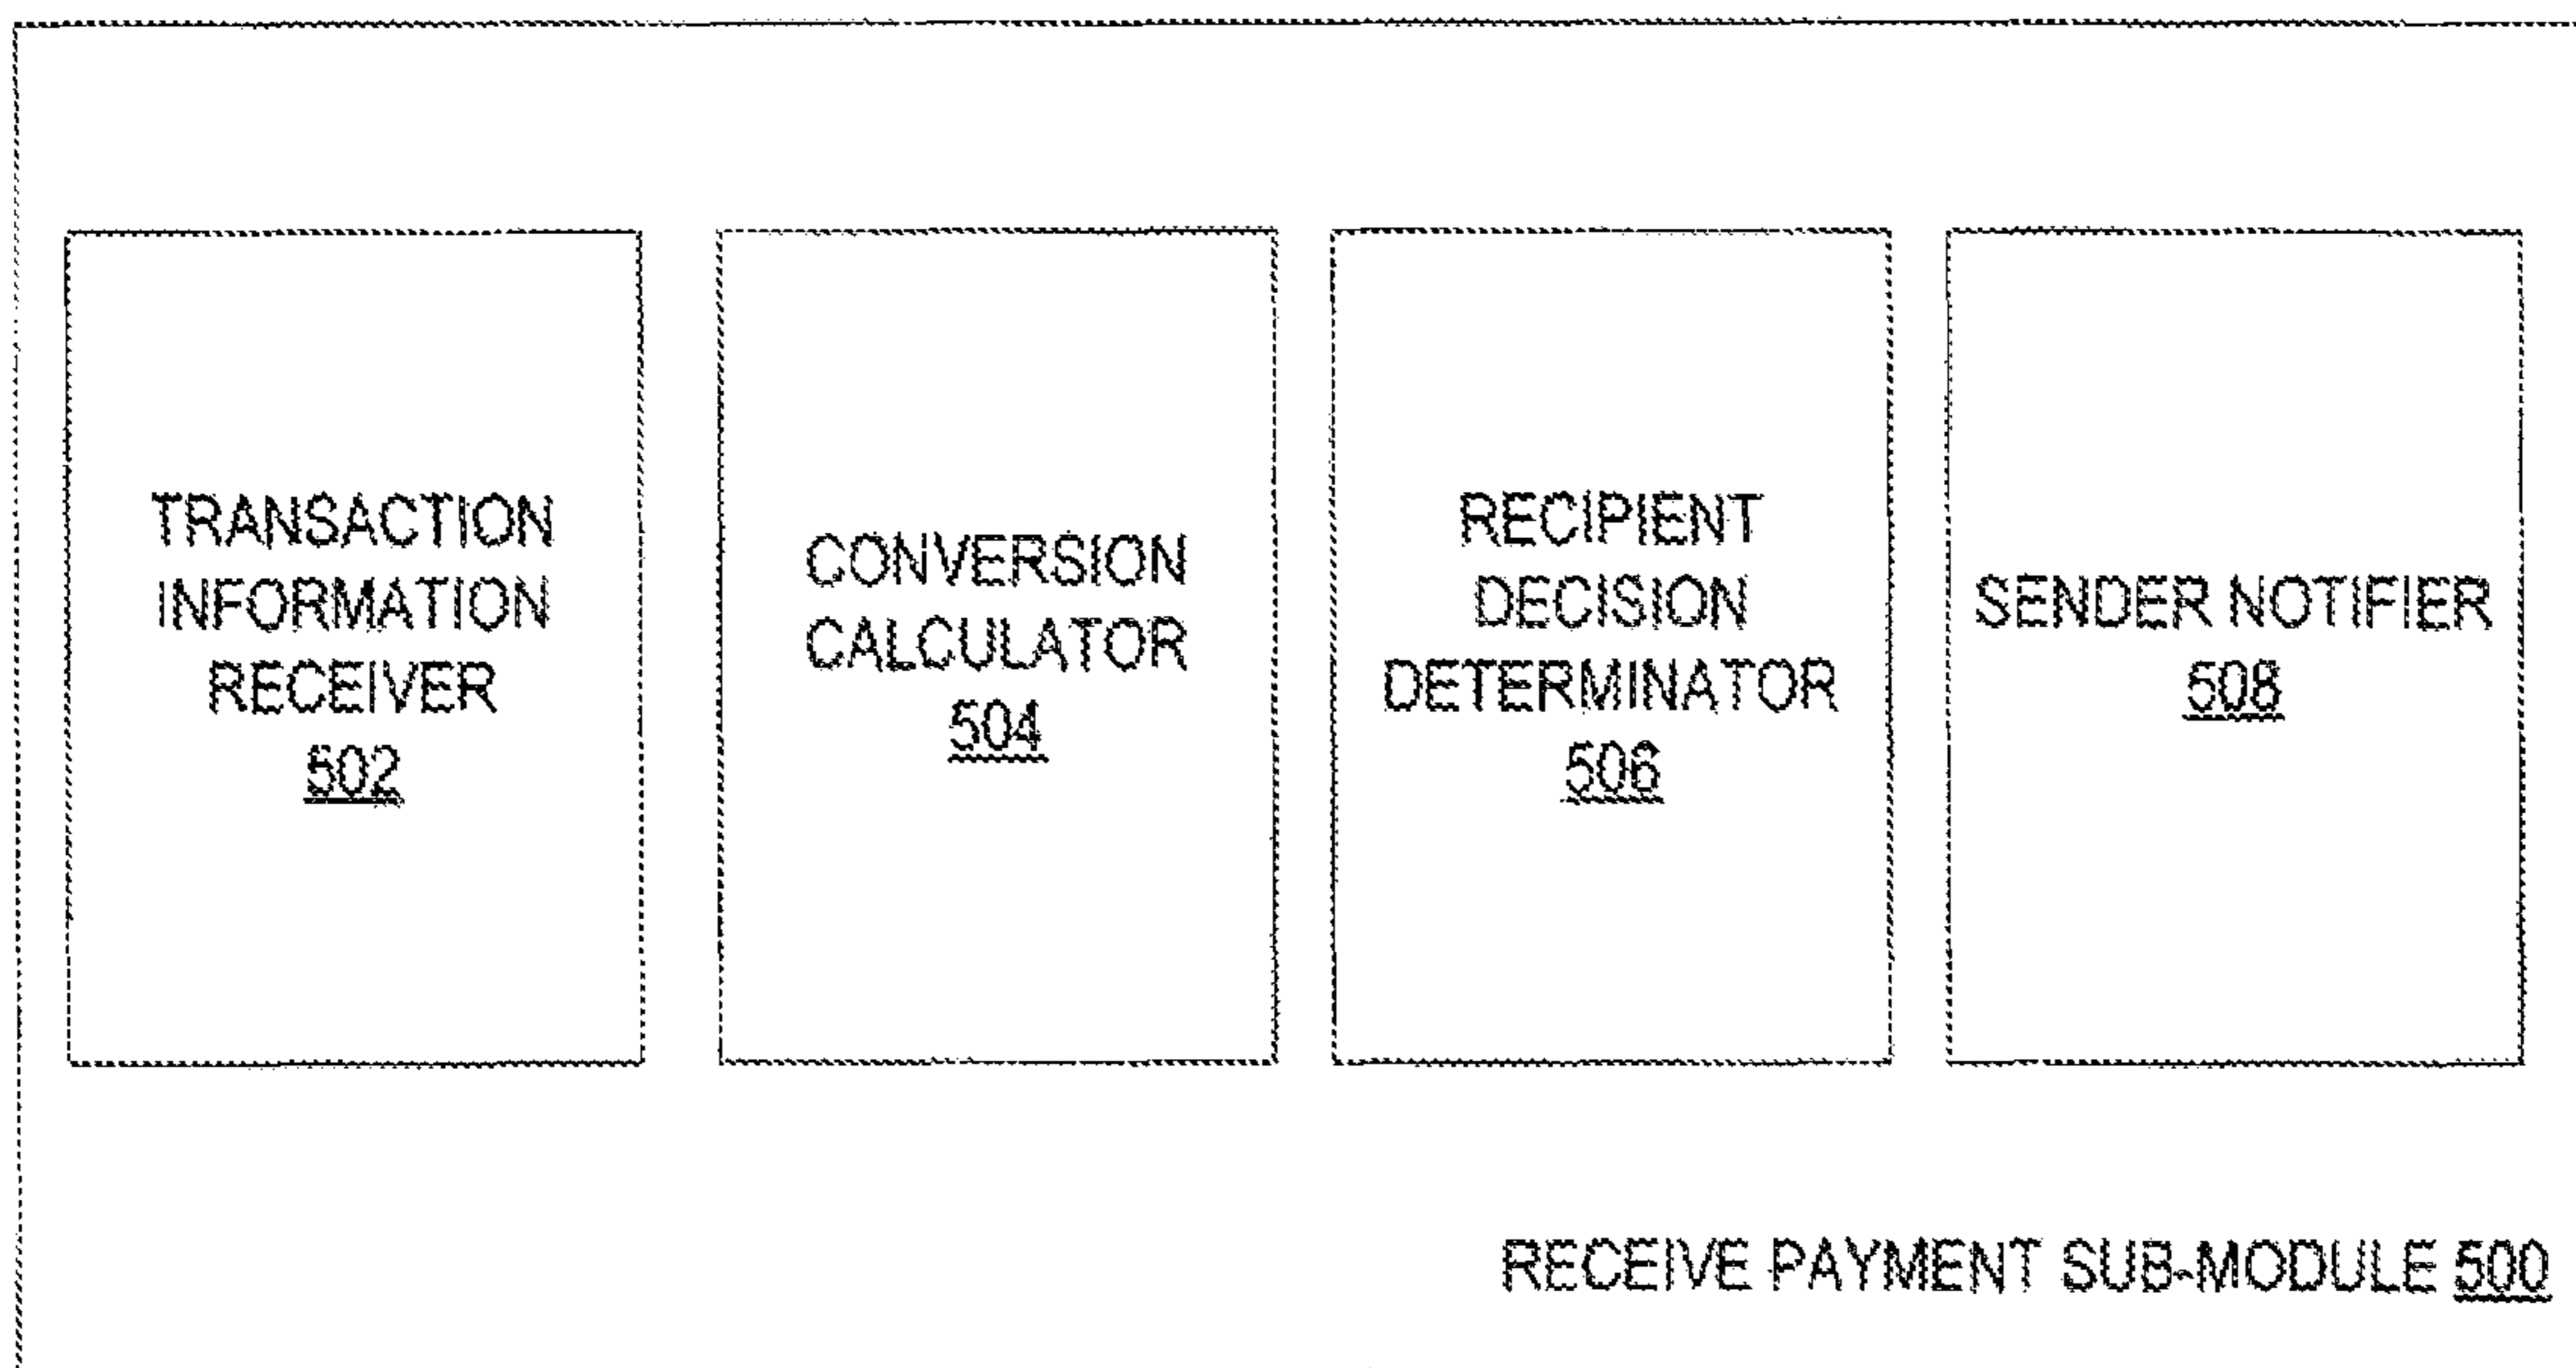 TRANSACTION
INFORMATION
RECEIVER
502
CONVERSION
CALCULATOR
504
RECIPIENT
DECISION
DETERMINATOR
506
SENDER NOTIFIER
508
RECEIVE PAYMENT SUB-MODULE 500